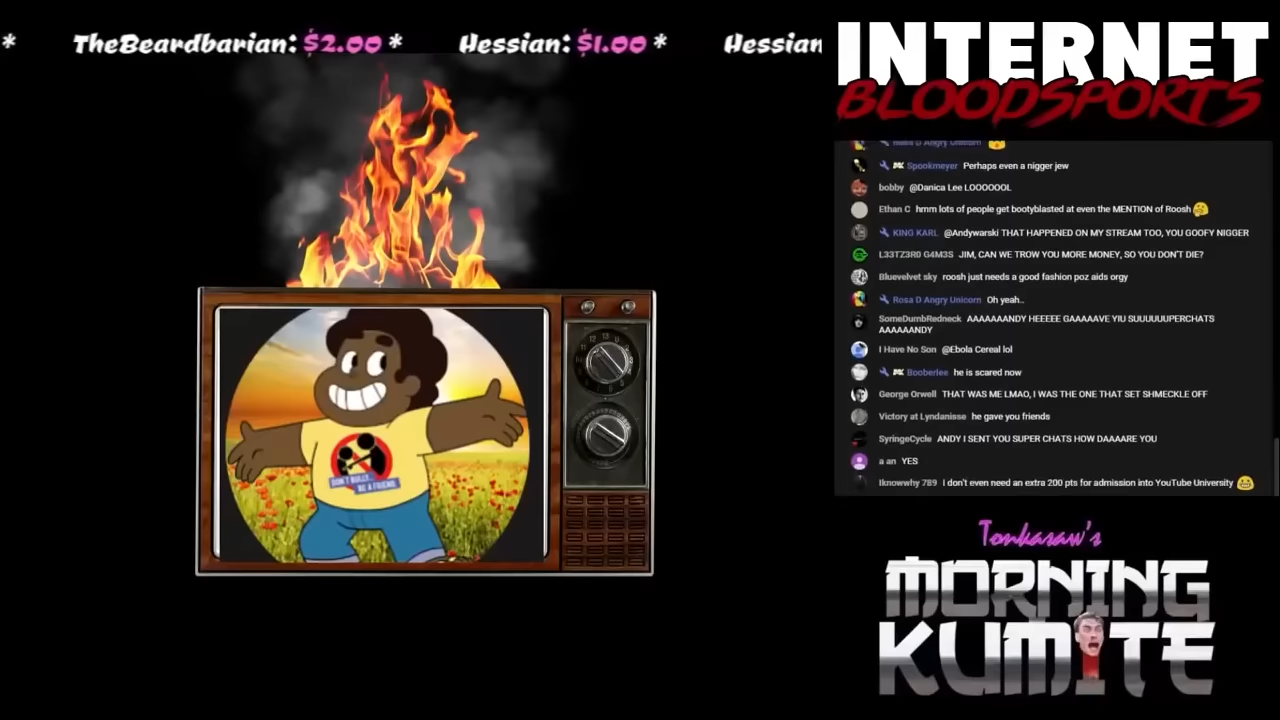 * TheBeardbarian: $2.00 * Hessian: $1.00 * Hessian
INTERNET
BLOODSPORTS
Rosa D Angry Unicorn
Spookmeyer Perhaps even a nigger jew
bobby @Danica Lee LOOOOOOL
Ethan C hmm lots of people get bootyblasted at even the MENTION of Roosh
KING KARL @Andywarski THAT HAPPENED ON MY STREAM TOO, YOU GOOFY NIGGER
L33TZ3R0 G4M3S JIM, CAN WE TROW YOU MORE MONEY, SO YOU DON'T DIE?
Bluevelvet sky roosh just needs a good fashion poz aids orgy
Rosa D Angry Unicorn Oh yeah..
SomeDumbRedneck AAAAAAANDY HEEEEE GAAAAAVE YIU SUUUUUUPERCHATS
AAAAAANDY
I Have No Son @Ebola Cereal lol
Booberlee he is scared now
George Orwell THAT WAS ME LMAO, I WAS THE ONE THAT SET SHMECKLE OFF
Victory at Lyndanisse he gave you friends
SyringeCycle ANDY I SENT YOU SUPER CHATS HOW DAAAARE YOU
a an YES
Iknowwhy 789 I don't even need an extra 200 pts for admission into YouTube University
DON'T BULLY...
BE A FRIEND.
Tonkasaw's
MORNING
KUMITE